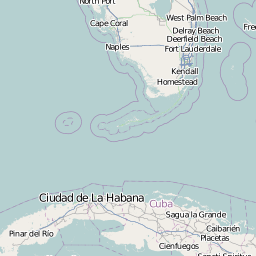 North Port
West Palm Beach
Cape Coral
Delray Beach
Deerfield Beach
Naples
Fort Lauderdale
Kendall
Homestead
Ciudad de La Habana
Cuba
Sagua la Grande
Pinar del Río
Caibarién
Placetas
Cienfuegos